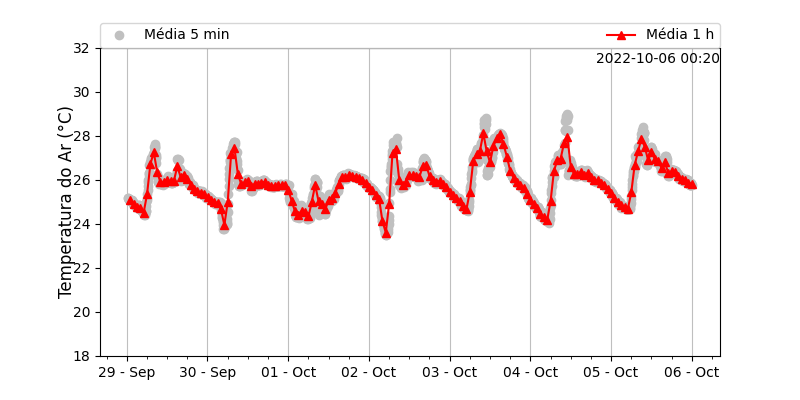 Média 5 min
Média 1 h
2022-10-06 00:20
Temperatura do Ar (°C)
32
30
28
26
24
22
20
18
29 - Sep
30 - Sep
01 - Oct
02 - Oct
03 - Oct
04 - Oct
05 - Oct
06 - Oct